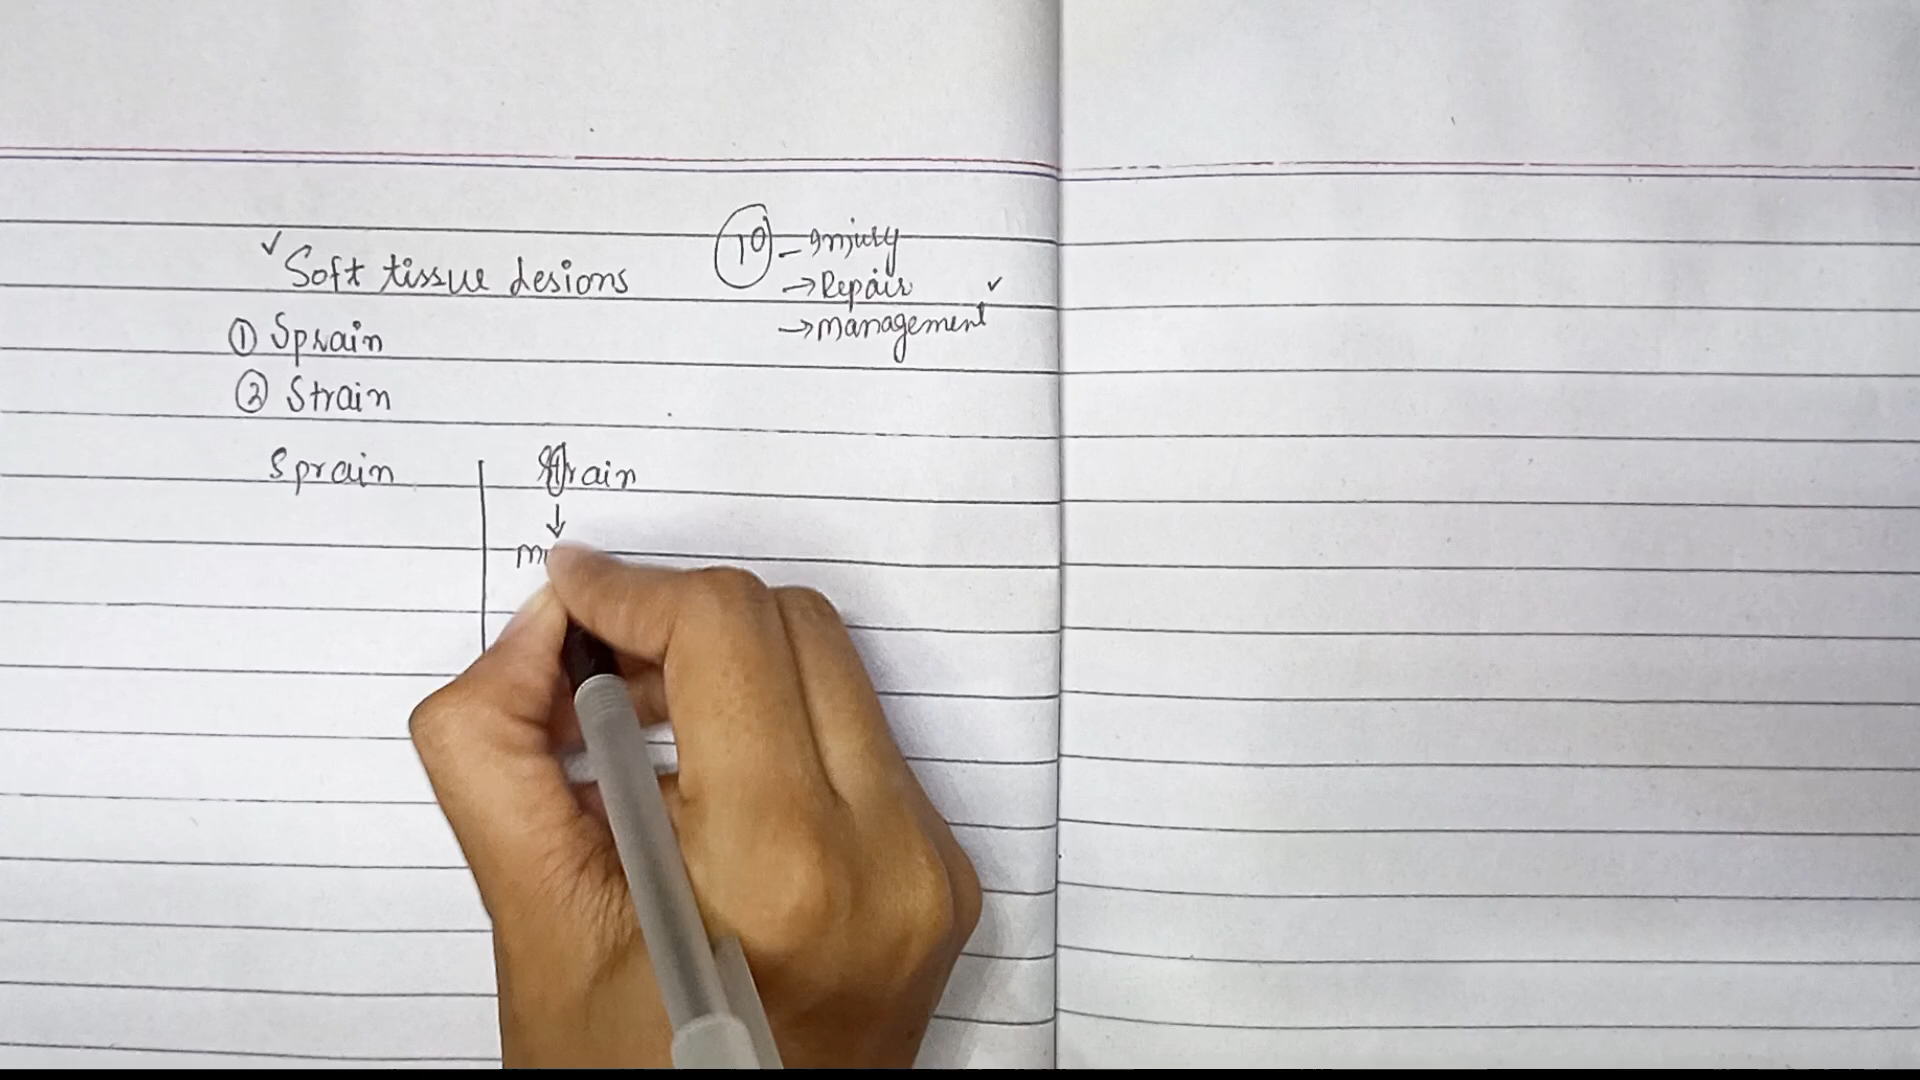 Soft tissue lesions
10 - Injury
→ Repair
→ management
① Sprain
② Strain
Sprain
Strain